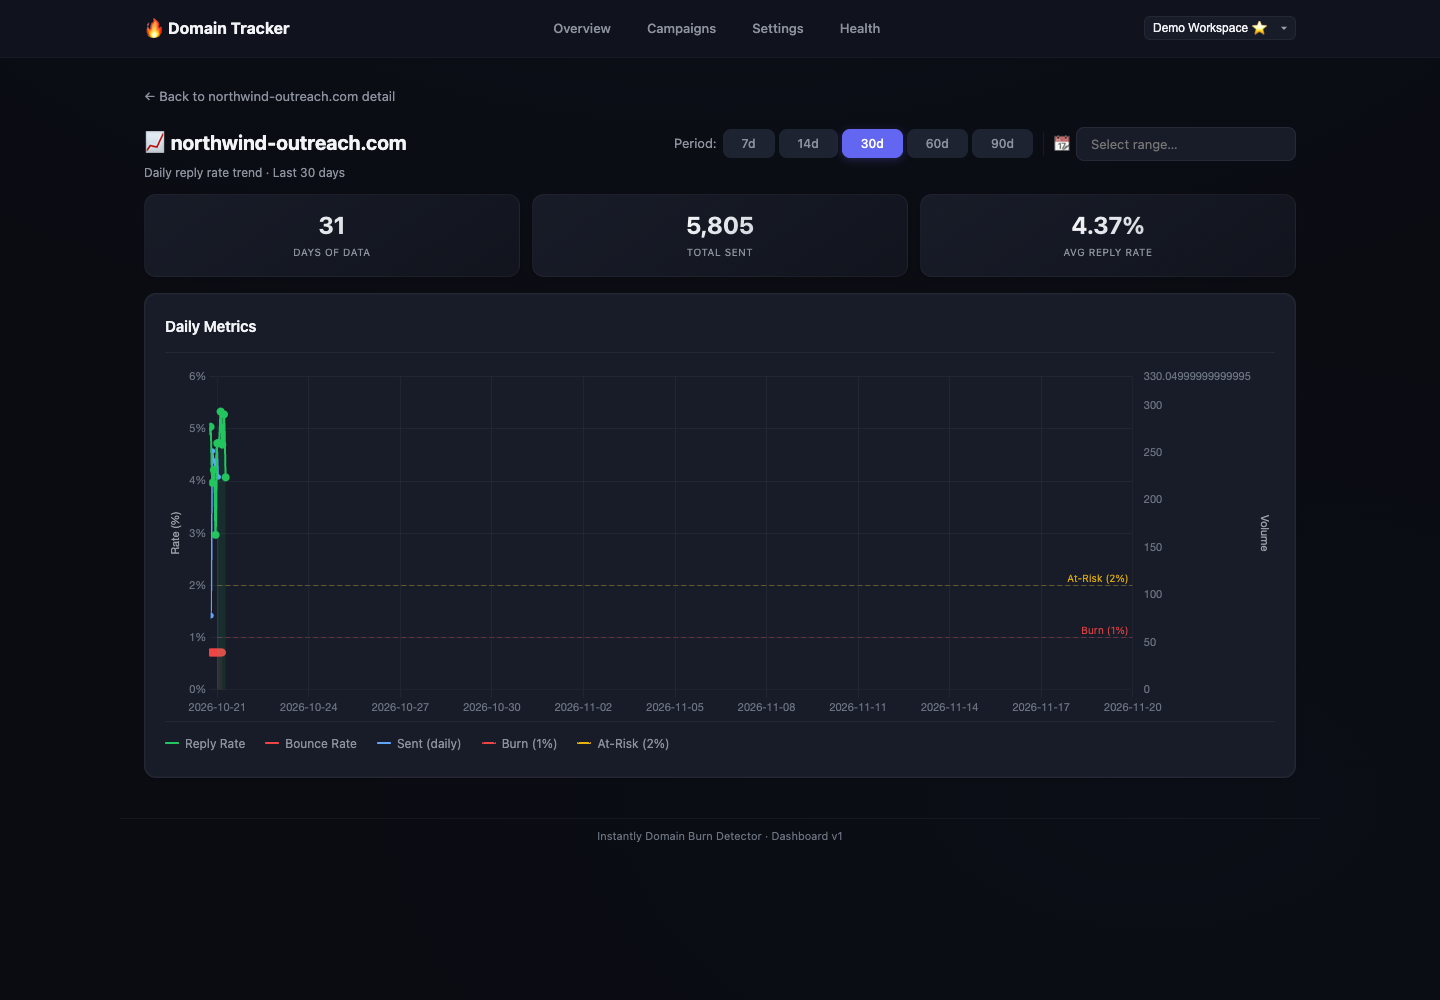 🔥 Domain Tracker
Overview
Campaigns
Settings
Health
Demo Workspace ⭐
← Back to northwind-outreach.com detail
📈 northwind-outreach.com
Period:
7d
14d
30d
60d
90d
📆 Select range...
Daily reply rate trend · Last 30 days
31
DAYS OF DATA
5,805
TOTAL SENT
4.37%
AVG REPLY RATE
Daily Metrics
6%
5%
4%
3%
2%
1%
0%
Rate (%)
330.04999999999995
300
250
200
150
100
50
0
Volume
At-Risk (2%)
Burn (1%)
2026-10-21
2026-10-24
2026-10-27
2026-10-30
2026-11-02
2026-11-05
2026-11-08
2026-11-11
2026-11-14
2026-11-17
2026-11-20
Reply Rate
Bounce Rate
Sent (daily)
Burn (1%)
At-Risk (2%)
Instantly Domain Burn Detector · Dashboard v1